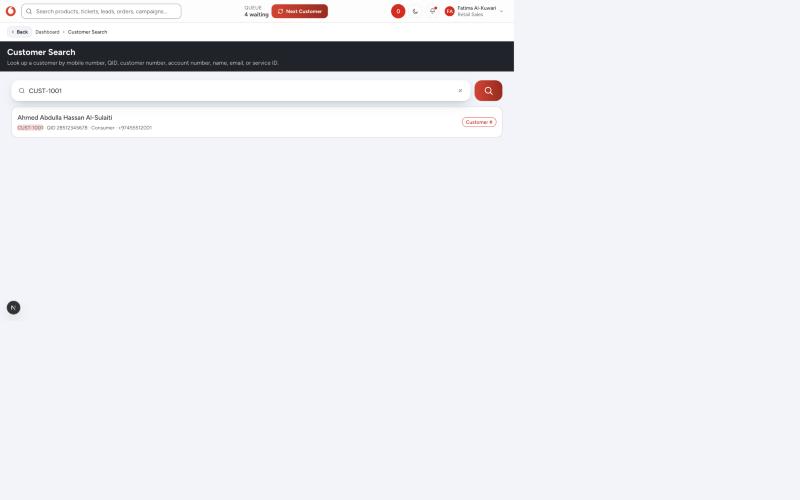 Search products, tickets, leads, orders, campaigns...
QUEUE
4 waiting
Next Customer
0
FA
Fatima Al-Kuwari
Retail Sales
Back
Dashboard
Customer Search
Customer Search
Look up a customer by mobile number, QID, customer number, account number, name, email, or service ID.
CUST-1001
Ahmed Abdulla Hassan Al-Sulaiti
CUST-1001 · QID 28512345678 · Consumer · +97455512001
Customer
N